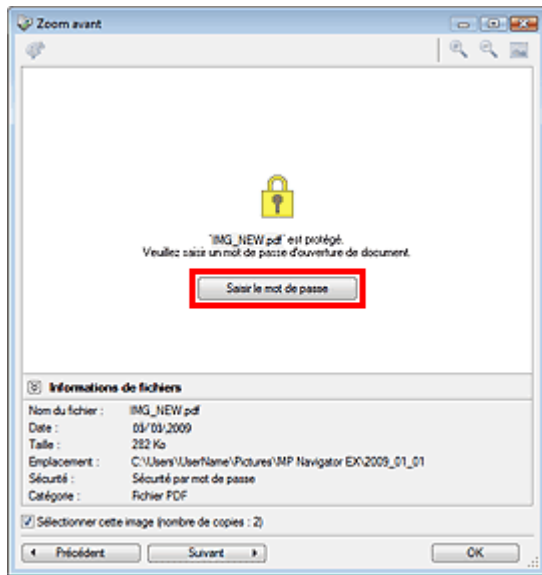 Zoom avant
"IMG_NEW.pdf" est protégé.
Veuillez saisir un mot de passe d'ouverture de document.
Saisir le mot de passe
Informations de fichiers
Nom du fichier : IMG_NEW.pdf
Date : 03/03/2009
Taille : 282 Ko
Emplacement : C:\Users\UserName\Pictures\MP Navigator EX\2009_01_01
Sécurité : Sécurité par mot de passe
Catégorie : Fichier PDF
Sélectionner cette image (nombre de copies : 2)
Précédent Suivant OK